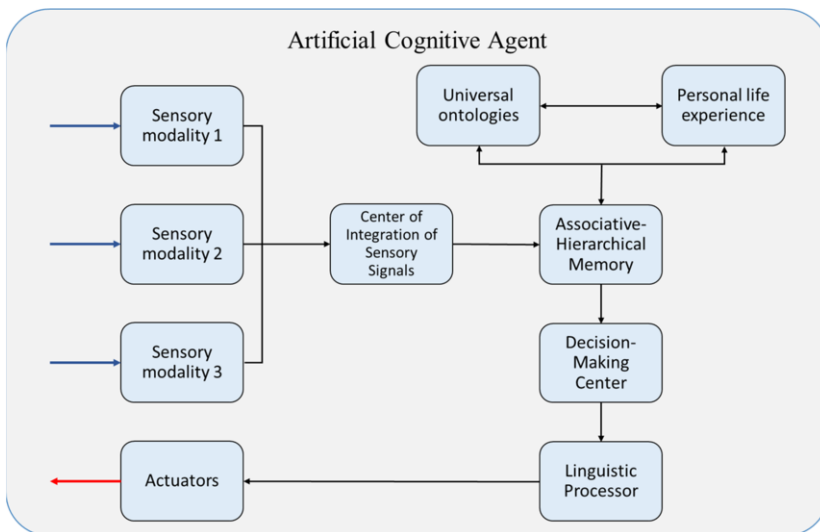 Artificial Cognitive Agent
Universal
ontologies
Personal life
experience
Sensory
modality 1
Sensory
modality 2
Center of
Integration of
Sensory
Signals
Associative-
Hierarchical
Memory
Sensory
modality 3
Decision-
Making
Center
Actuators
Linguistic
Processor